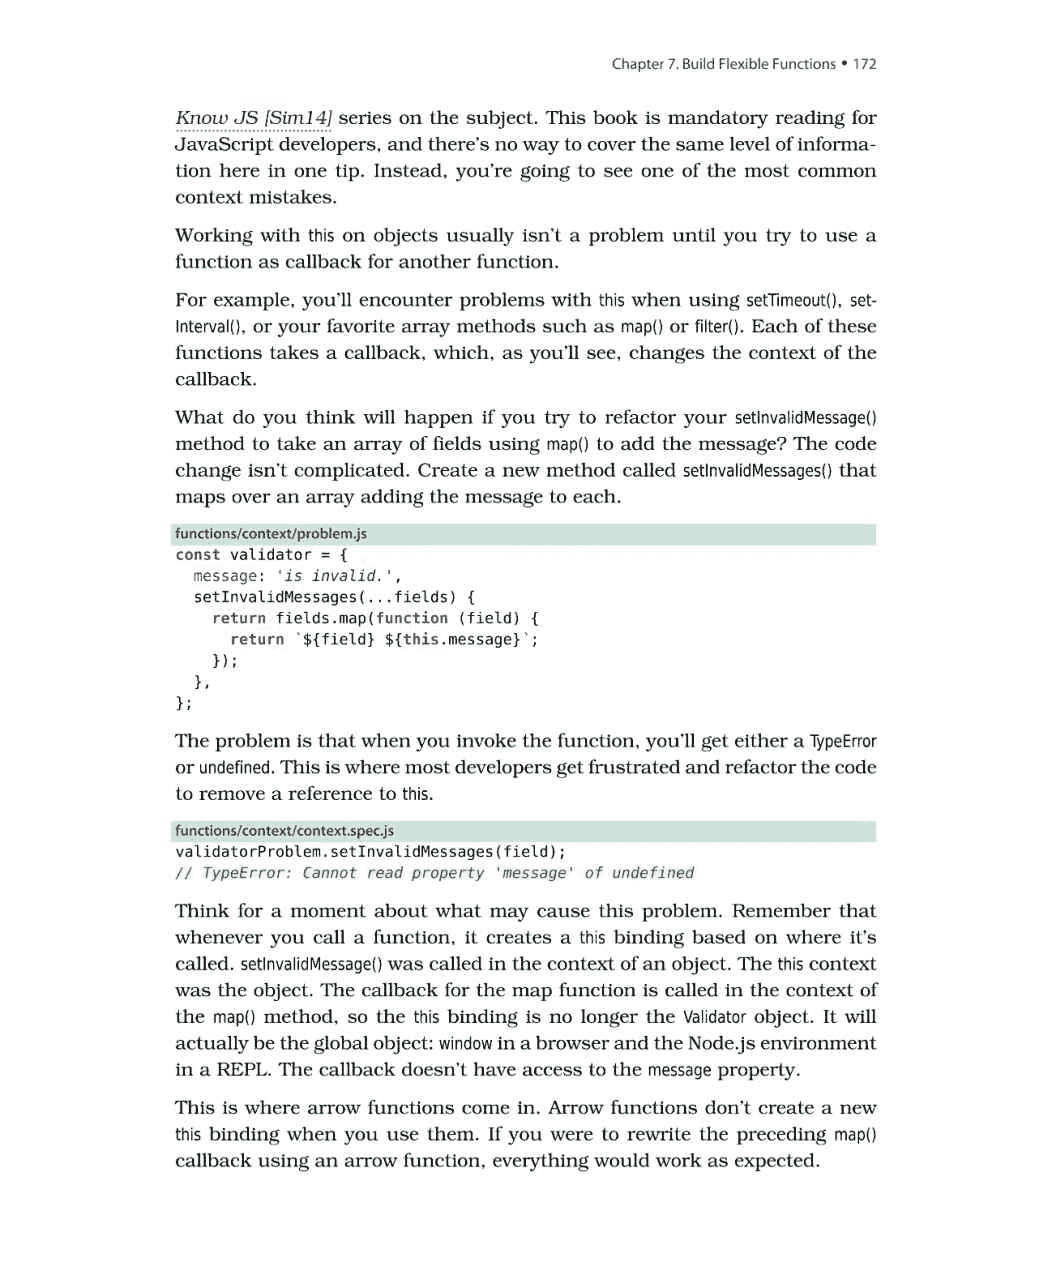 Chapter 7. Build Flexible Functions • 172
Know JS [Sim14] series on the subject. This book is mandatory reading for
JavaScript developers, and there's no way to cover the same level of informa-
tion here in one tip. Instead, you're going to see one of the most common
context mistakes.
Working with this on objects usually isn't a problem until you try to use a
function as callback for another function.
For example, you'll encounter problems with this when using setTimeout(), set-
Interval(), or your favorite array methods such as map() or filter(). Each of these
functions takes a callback, which, as you'll see, changes the context of the
callback.
What do you think will happen if you try to refactor your setInvalidMessage()
method to take an array of fields using map() to add the message? The code
change isn't complicated. Create a new method called setInvalidMessages() that
maps over an array adding the message to each.
functions/context/problem.js
const validator = {
  message: 'is invalid.',
  setInvalidMessages(...fields) {
    return fields.map(function (field) {
      return `${field} ${this.message}`;
    });
  },
};
The problem is that when you invoke the function, you'll get either a TypeError
or undefined. This is where most developers get frustrated and refactor the code
to remove a reference to this.
functions/context/context.spec.js
validatorProblem.setInvalidMessages(field);
// TypeError: Cannot read property 'message' of undefined
Think for a moment about what may cause this problem. Remember that
whenever you call a function, it creates a this binding based on where it's
called. setInvalidMessage() was called in the context of an object. The this context
was the object. The callback for the map function is called in the context of
the map() method, so the this binding is no longer the Validator object. It will
actually be the global object: window in a browser and the Node.js environment
in a REPL. The callback doesn't have access to the message property.
This is where arrow functions come in. Arrow functions don't create a new
this binding when you use them. If you were to rewrite the preceding map()
callback using an arrow function, everything would work as expected.